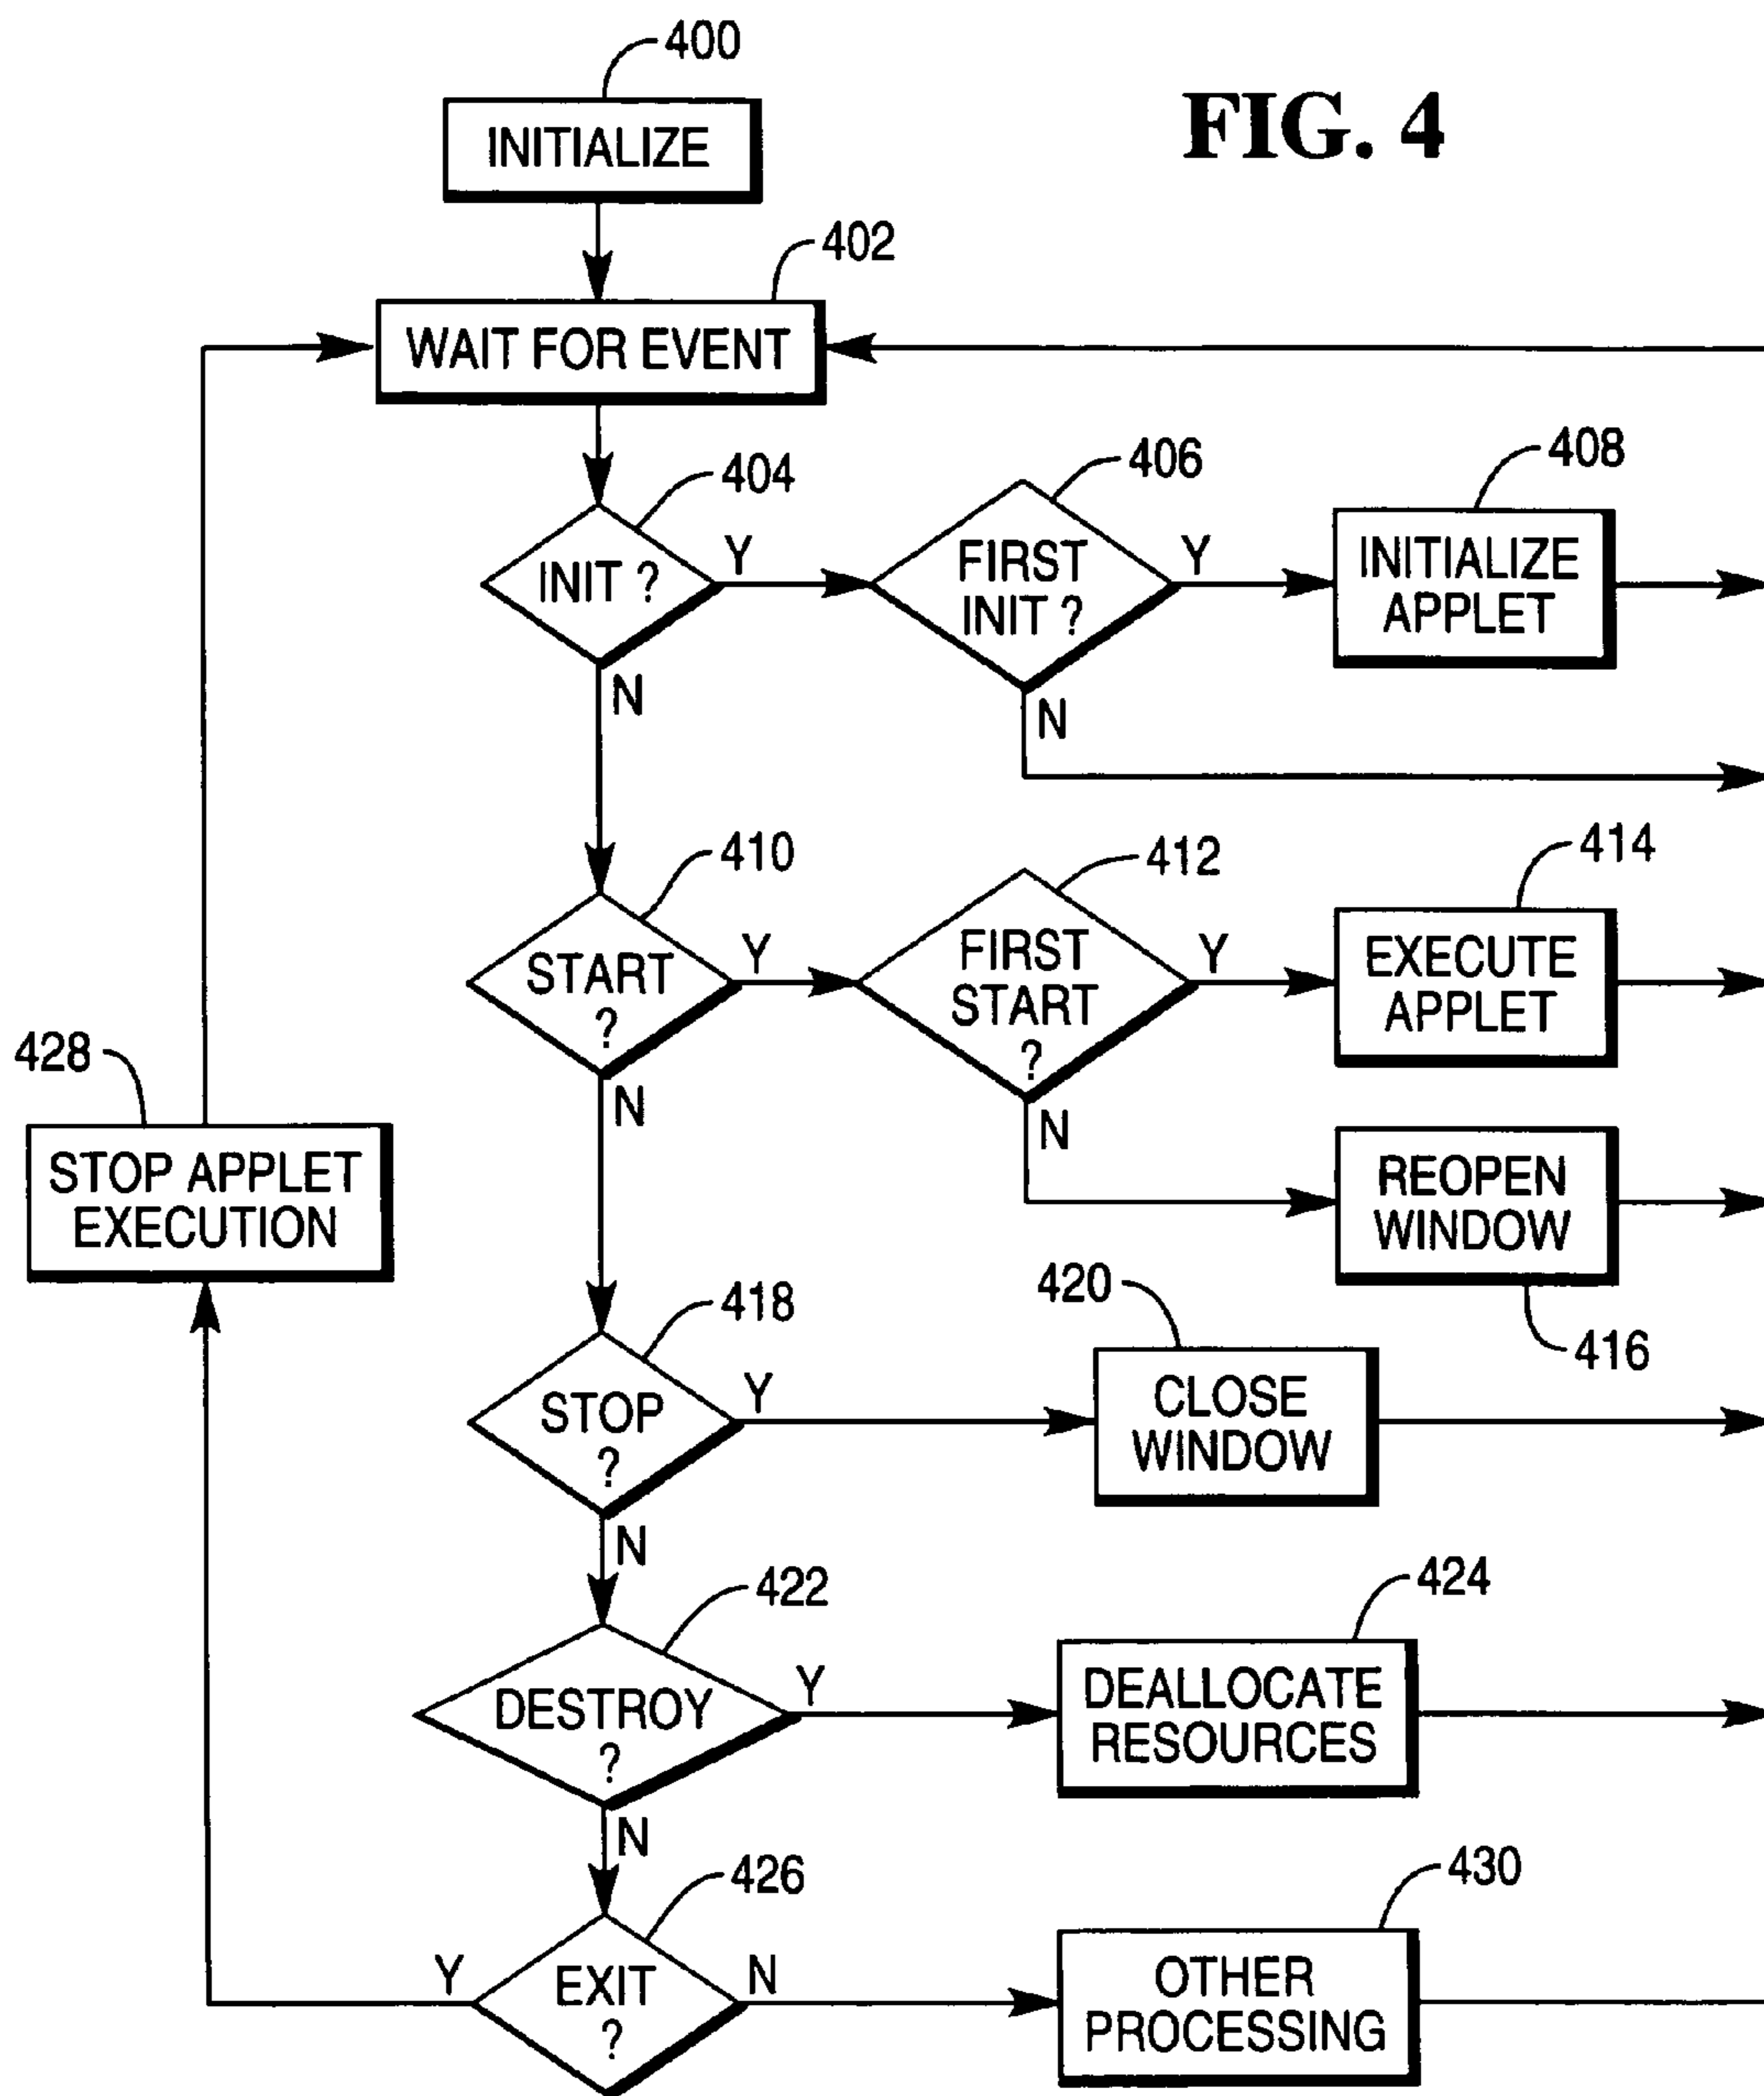 400
FIG. 4
INITIALIZE
402
WAIT FOR EVENT
404
406
408
INIT ?
Y
FIRST
INIT ?
Y
INITIALIZE
APPLET
N
N
410
412
414
START
?
Y
FIRST
START
?
Y
EXECUTE
APPLET
428
N
N
STOP APPLET
EXECUTION
REOPEN
WINDOW
416
418
420
STOP
?
Y
CLOSE
WINDOW
N
422
424
DESTROY
?
Y
DEALLOCATE
RESOURCES
N
426
430
Y
EXIT
?
N
OTHER
PROCESSING